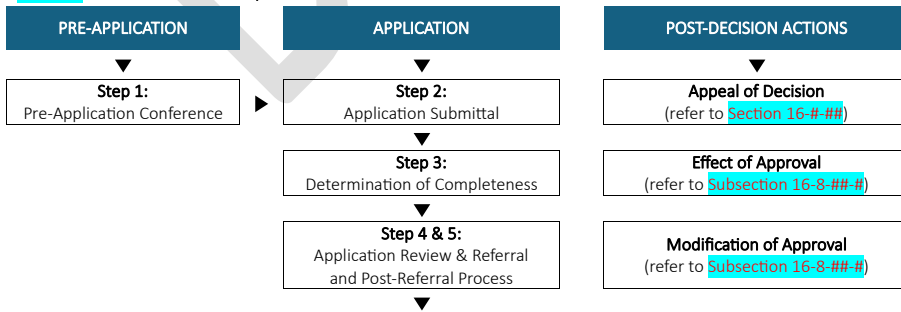 PRE-APPLICATION
APPLICATION
POST-DECISION ACTIONS
Step 1:
Pre-Application Conference
Step 2:
Application Submittal
Step 3:
Determination of Completeness
Step 4 & 5:
Application Review & Referral
and Post-Referral Process
Appeal of Decision
(refer to Section 16-#-##)
Effect of Approval
(refer to Subsection 16-8-##-#)
Modification of Approval
(refer to Subsection 16-8-##-#)